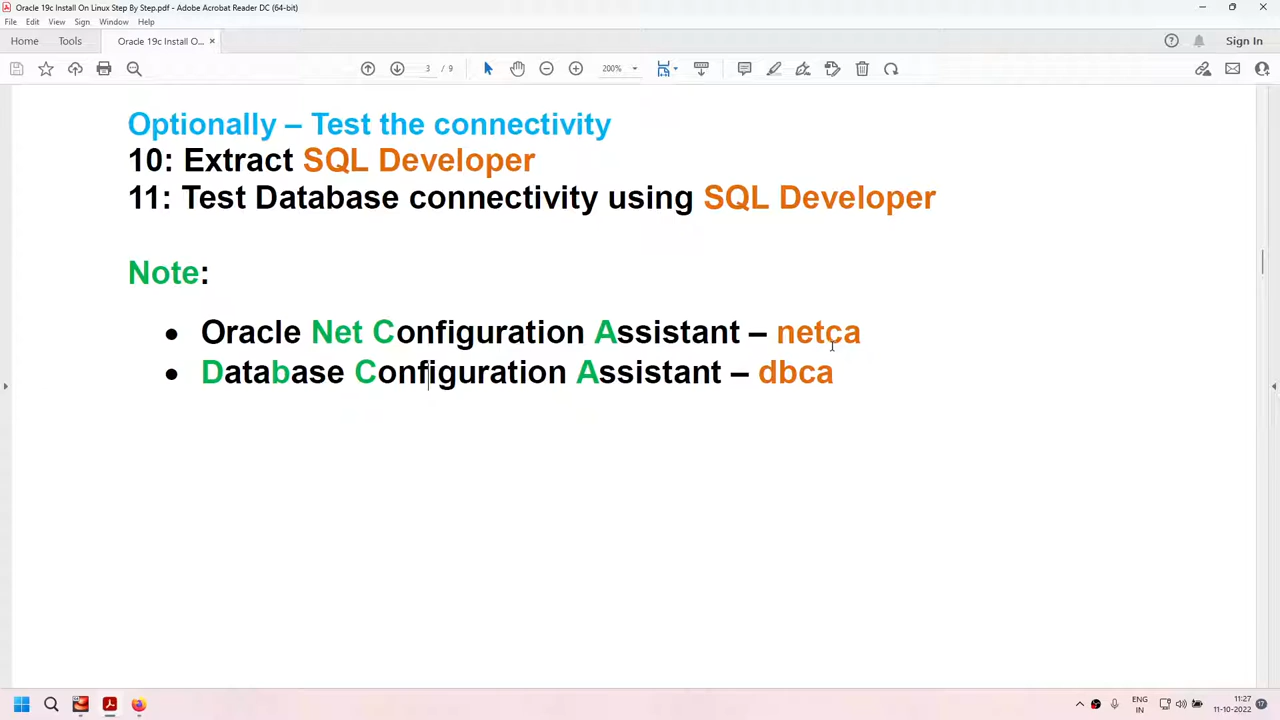 Oracle 19c Install On Linux Step By Step.pdf - Adobe Acrobat Reader DC (64-bit)
File Edit View Sign Window Help
Home Tools Oracle 19c Install O... × Sign In
3 / 9 200%
Optionally – Test the connectivity
10: Extract SQL Developer
11: Test Database connectivity using SQL Developer
Note:
• Oracle Net Configuration Assistant – netca
• Database Configuration Assistant – dbca
ENG 11:27
IN 11-10-2022 17